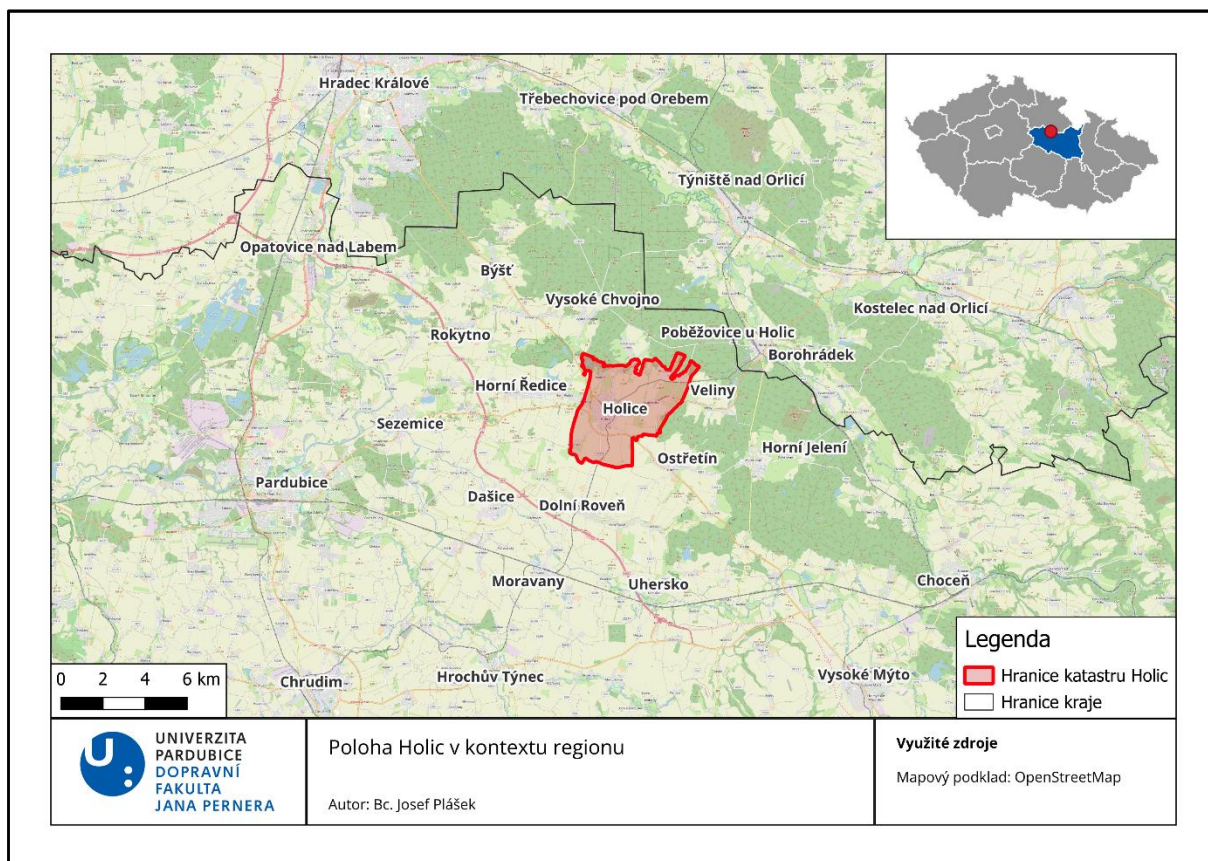 Hradec Králové
Třebechovice pod Orebem
Týniště nad Orlicí
Opatovice nad Labem
Býšť
Vysoké Chvojno
Kostelec nad Orlicí
Rokytno
Poběžovice u Holic
Borohrádek
Horní Ředice
Veliny
Holice
Sezemice
Horní Jelení
Ostřetín
Pardubice
Dašice
Dolní Roveň
Moravany
Uhersko
Choceň
Chrudim
Hrochův Týnec
Vysoké Mýto
0 2 4 6 km
Legenda
Hranice katastru Holic
Hranice kraje
UNIVERZITA
PARDUBICE
DOPRAVNÍ
FAKULTA
JANA PERNERA
Poloha Holic v kontextu regionu
Autor: Bc. Josef Plášek
Využité zdroje
Mapový podklad: OpenStreetMap